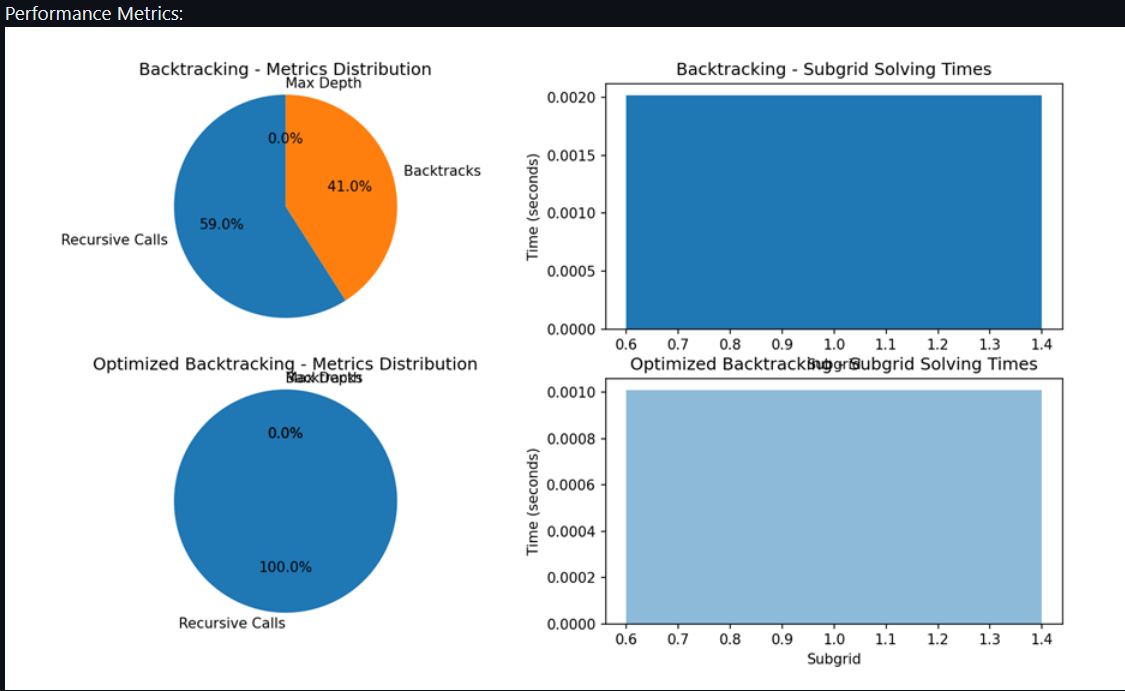 Performance Metrics:
Backtracking - Metrics Distribution
Max Depth
0.0%
41.0%
Backtracks
59.0%
Recursive Calls
Backtracking - Subgrid Solving Times
Time (seconds)
0.0020
0.0015
0.0010
0.0005
0.0000
0.6 0.7 0.8 0.9 1.0 1.1 1.2 1.3 1.4
Subgrid
Optimized Backtracking - Metrics Distribution
Max Depth
Backtracks
0.0%
100.0%
Recursive Calls
Optimized Backtracking - Subgrid Solving Times
Time (seconds)
0.0010
0.0008
0.0006
0.0004
0.0002
0.0000
0.6 0.7 0.8 0.9 1.0 1.1 1.2 1.3 1.4
Subgrid